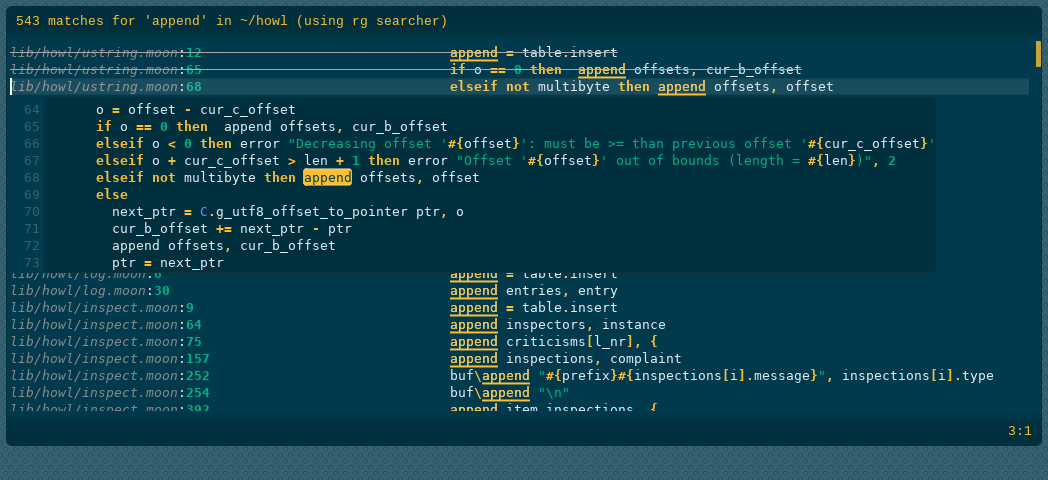 543 matches for 'append' in ~/howl (using rg searcher)
lib/howl/ustring.moon:12 append = table.insert
lib/howl/ustring.moon:65 if o == 0 then  append offsets, cur_b_offset
lib/howl/ustring.moon:68 elseif not multibyte then append offsets, offset
64 o = offset - cur_c_offset
65 if o == 0 then  append offsets, cur_b_offset
66 elseif o < 0 then error "Decreasing offset '#{offset}': must be >= than previous offset '#{cur_c_offset}'
67 elseif o + cur_c_offset > len + 1 then error "Offset '#{offset}' out of bounds (length = #{len})", 2
68 elseif not multibyte then append offsets, offset
69 else
70 next_ptr = C.g_utf8_offset_to_pointer ptr, o
71 cur_b_offset += next_ptr - ptr
72 append offsets, cur_b_offset
73 ptr = next_ptr
lib/howl/log.moon:6 append = table.insert
lib/howl/log.moon:30 append entries, entry
lib/howl/inspect.moon:9 append = table.insert
lib/howl/inspect.moon:64 append inspectors, instance
lib/howl/inspect.moon:75 append criticisms[l_nr], {
lib/howl/inspect.moon:157 append inspections, complaint
lib/howl/inspect.moon:252 buf\append "#{prefix}#{inspections[i].message}", inspections[i].type
lib/howl/inspect.moon:254 buf\append "\n"
lib/howl/inspect.moon:392 append item.inspections, {
3:1